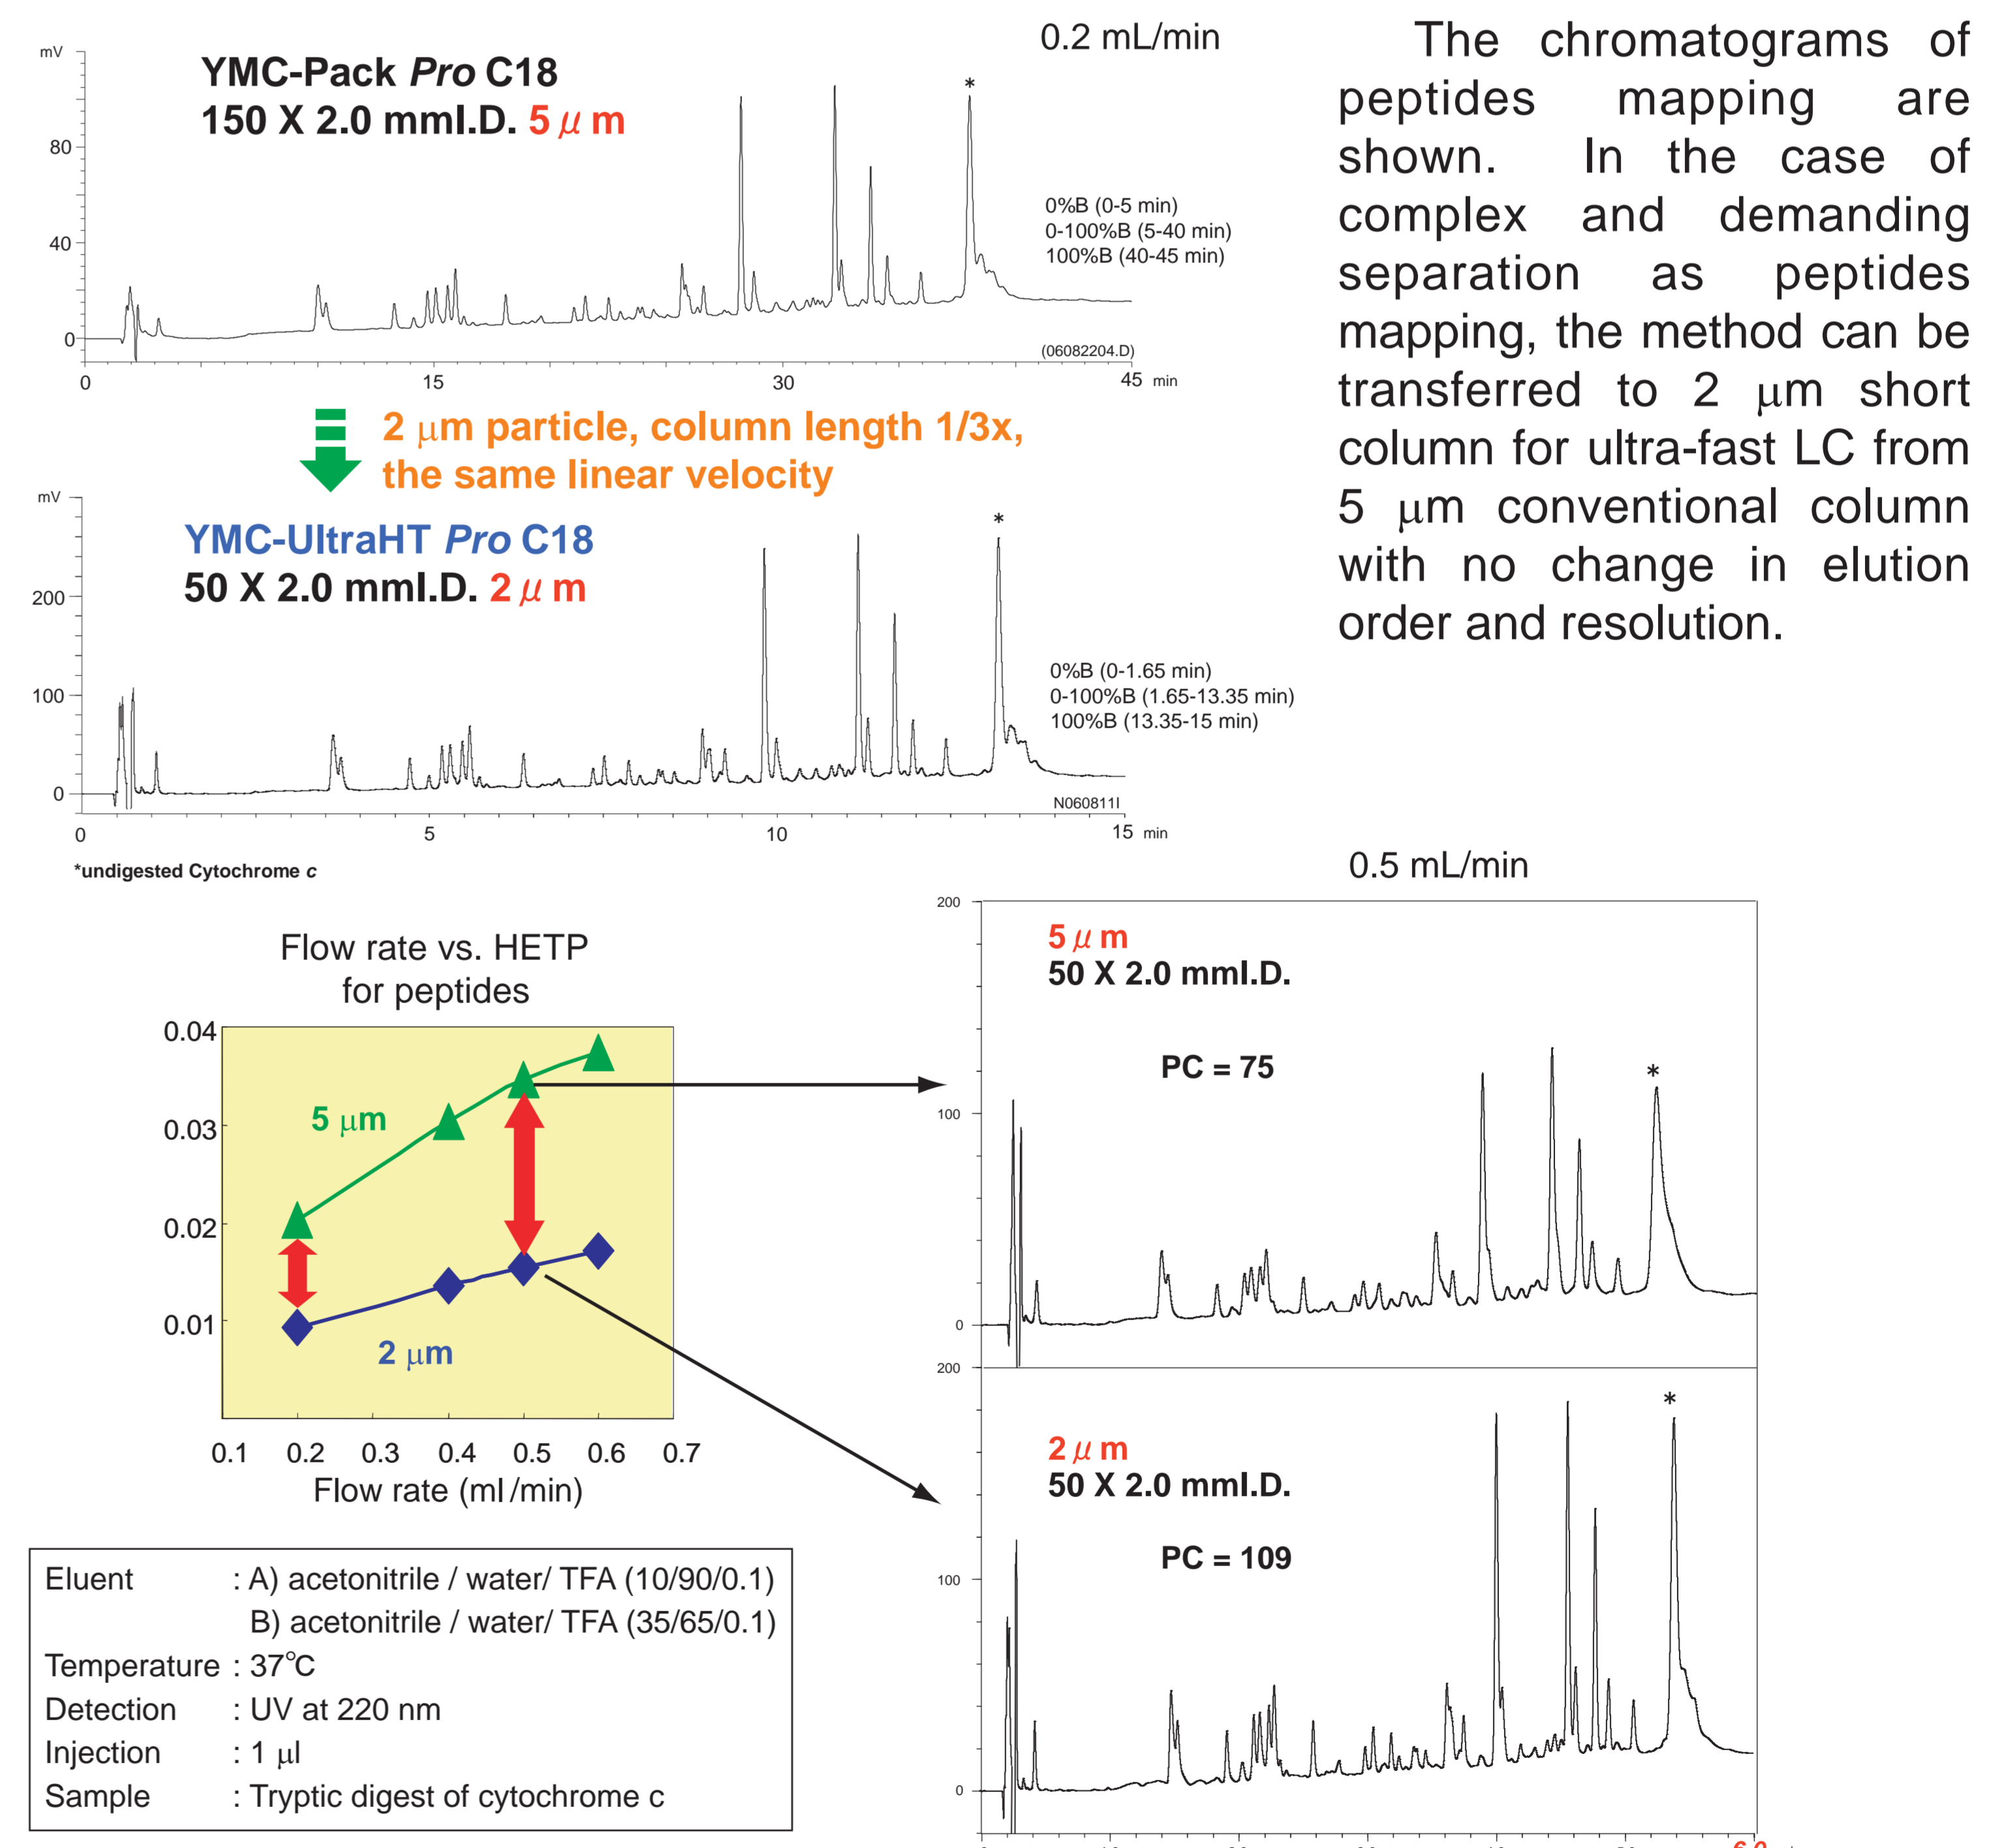 0.2 mL/min
mV
YMC-Pack Pro C18
150 X 2.0 mmI.D. 5 μ m
*
80
40
0
0%B (0-5 min)
0-100%B (5-40 min)
100%B (40-45 min)
(06082204.D)
0 15 30 45 min
2 μm particle, column length 1/3x,
the same linear velocity
mV
YMC-UltraHT Pro C18
50 X 2.0 mmI.D. 2 μ m
*
200
100
0
0%B (0-1.65 min)
0-100%B (1.65-13.35 min)
100%B (13.35-15 min)
N060811I
0 5 10 15 min
*undigested Cytochrome c
The chromatograms of
peptides mapping are
shown. In the case of
complex and demanding
separation as peptides
mapping, the method can be
transferred to 2 μm short
column for ultra-fast LC from
5 μm conventional column
with no change in elution
order and resolution.
Flow rate vs. HETP
for peptides
0.04
0.03
0.02
0.01
5 μm
2 μm
0.1 0.2 0.3 0.4 0.5 0.6 0.7
Flow rate (ml/min)
0.5 mL/min
200
5 μ m
50 X 2.0 mmI.D.
PC = 75
*
100
0
200
2 μ m
50 X 2.0 mmI.D.
PC = 109
*
100
0
Eluent : A) acetonitrile / water/ TFA (10/90/0.1)
B) acetonitrile / water/ TFA (35/65/0.1)
Temperature : 37℃
Detection : UV at 220 nm
Injection : 1 μl
Sample : Tryptic digest of cytochrome c